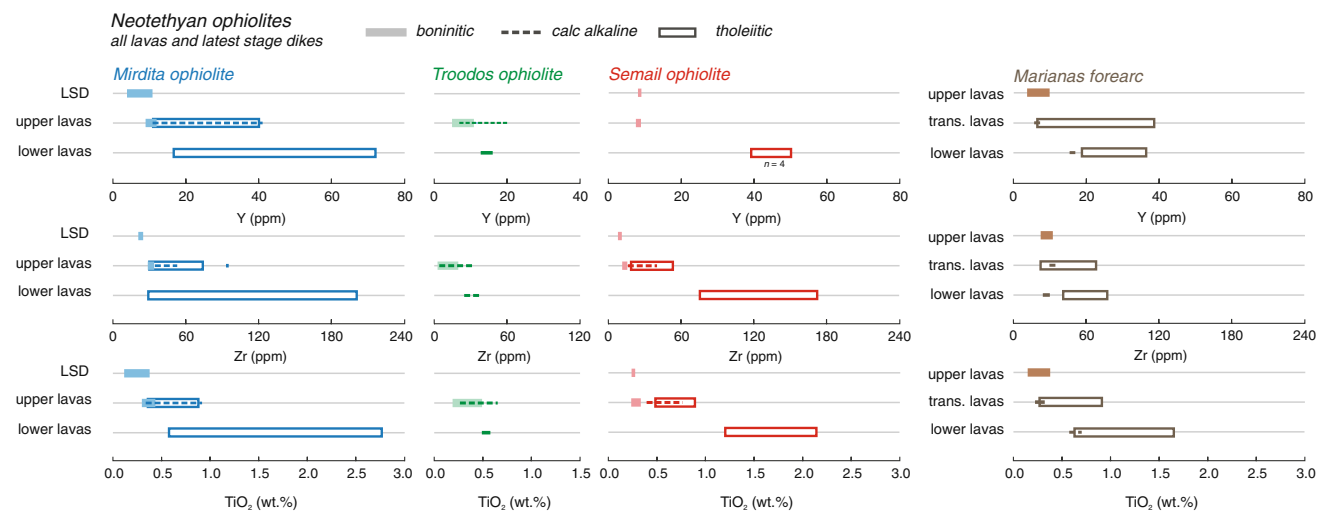 Neotethyan ophiolites
all lavas and latest stage dikes
boninitic calc alkaline tholeiitic
Mirdita ophiolite Troodos ophiolite Semail ophiolite Marianas forearc
LSD upper lavas
upper lavas trans. lavas
lower lavas n = 4 lower lavas
0 20 40 60 80 0 20 40 0 20 40 60 80 0 20 40 60 80
Y (ppm) Y (ppm) Y (ppm) Y (ppm)
LSD upper lavas
upper lavas trans. lavas
lower lavas lower lavas
0 60 120 180 240 0 60 120 0 60 120 180 240 0 60 120 180 240
Zr (ppm) Zr (ppm) Zr (ppm) Zr (ppm)
LSD upper lavas
upper lavas trans. lavas
lower lavas lower lavas
0.0 0.5 1.0 1.5 2.0 2.5 3.0 0.0 0.5 1.0 1.5 0.0 0.5 1.0 1.5 2.0 2.5 3.0 0.0 0.5 1.0 1.5 2.0 2.5 3.0
TiO₂ (wt.%) TiO₂ (wt.%) TiO₂ (wt.%) TiO₂ (wt.%)